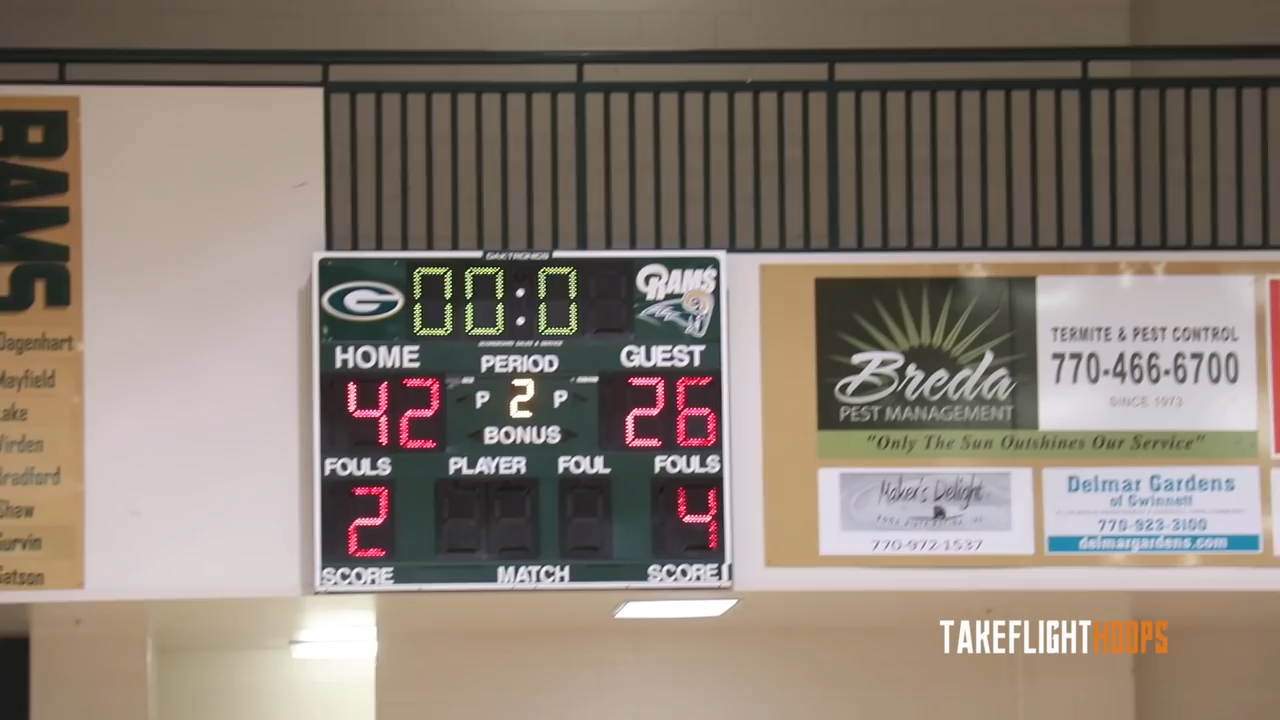 RAMS
Dagenhart
Mayfield
Lake
Virden
Bradford
Shaw
Gurvin
DAKTRONICS
G
00:0
RAMS
HOME
PERIOD
GUEST
42
P 2 P
26
BONUS
FOULS
PLAYER
FOUL
FOULS
2
4
SCORE
MATCH
SCORE
Breda
PEST MANAGEMENT
TERMITE & PEST CONTROL
770-466-6700
SINCE 1973
"Only The Sun Outshines Our Service"
Maker's Delight
770-972-1537
Delmar Gardens
of Gwinnett
770-923-3100
delmargardens.com
TAKEFLIGHTHOOPS